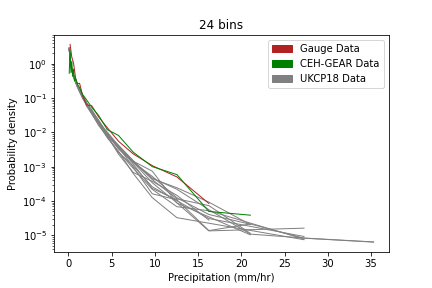 24 bins
Gauge Data
CEH-GEAR Data
UKCP18 Data
Probability density
10⁰
10⁻¹
10⁻²
10⁻³
10⁻⁴
10⁻⁵
0 5 10 15 20 25 30 35
Precipitation (mm/hr)